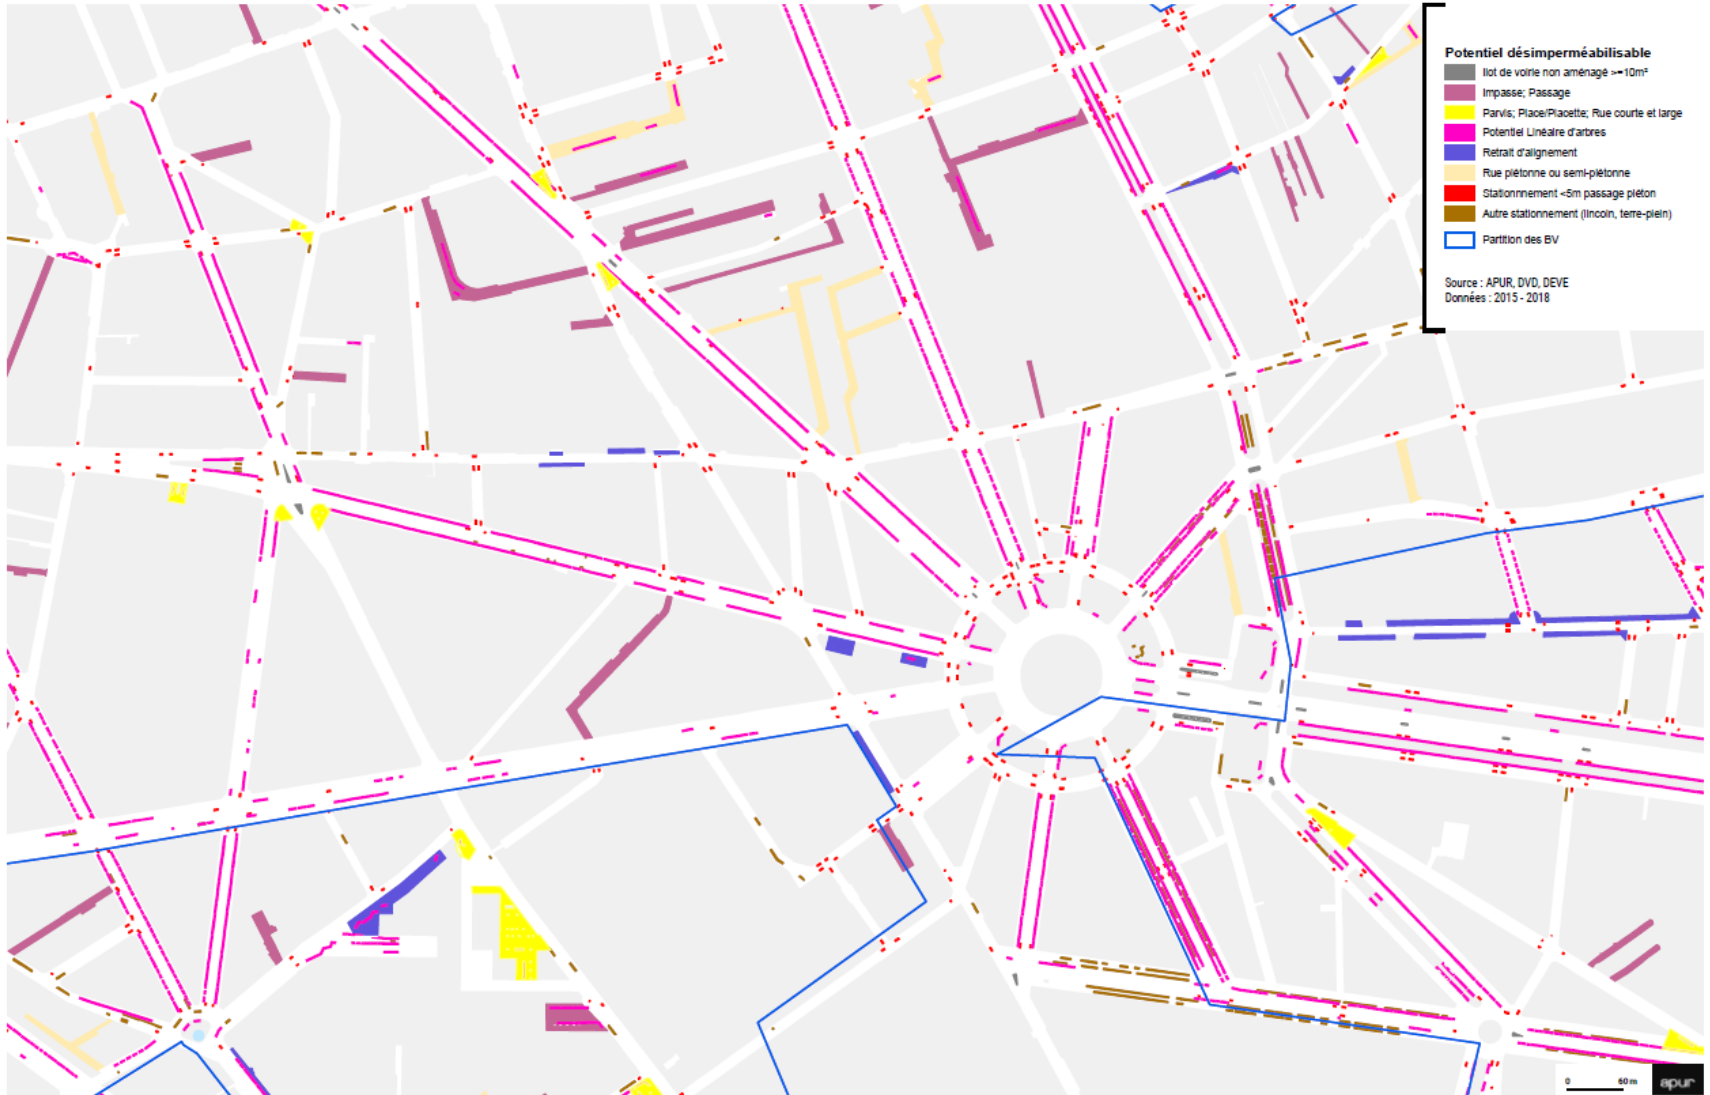 Potentiel désimperméabilisable
Ilot de voirie non aménagé >=10m²
Impasse; Passage
Parvis; Place/Placette; Rue courte et large
Potentiel Linéaire d'arbres
Retrait d'alignement
Rue piétonne ou semi-piétonne
Stationnnement <5m passage piéton
Autre stationnement (lincoln, terre-plein)
Partition des BV
Source : APUR, DVD, DEVE
Données : 2015 - 2018
0 60 m
apur